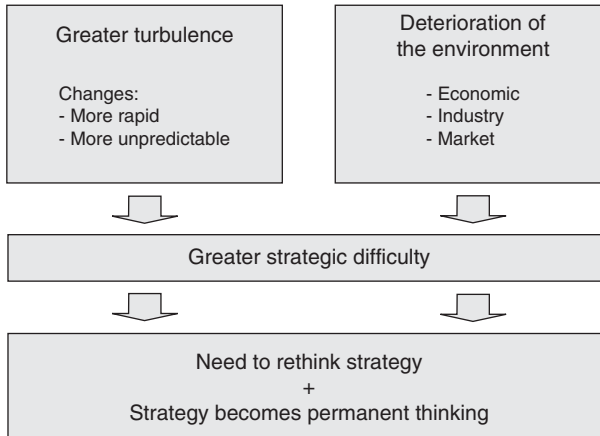 Greater turbulence
Changes:
- More rapid
- More unpredictable
Deterioration of
the environment
- Economic
- Industry
- Market
Greater strategic difficulty
Need to rethink strategy
+
Strategy becomes permanent thinking